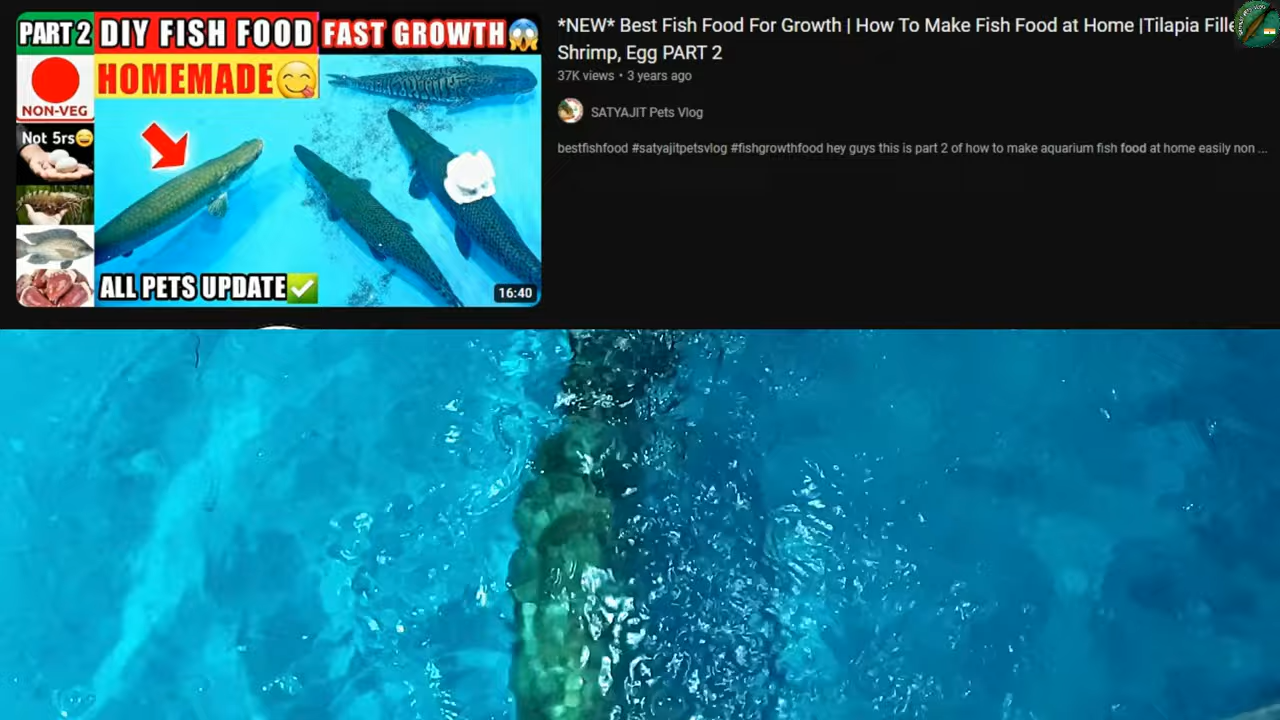 PART 2 DIY FISH FOOD FAST GROWTH
HOMEMADE
NON-VEG
Not 5rs
ALL PETS UPDATE
16:40
*NEW* Best Fish Food For Growth | How To Make Fish Food at Home |Tilapia Fille
Shrimp, Egg PART 2
37K views • 3 years ago
SATYAJIT Pets Vlog
bestfishfood #satyajitpetsvlog #fishgrowthfood hey guys this is part 2 of how to make aquarium fish food at home easily non ...